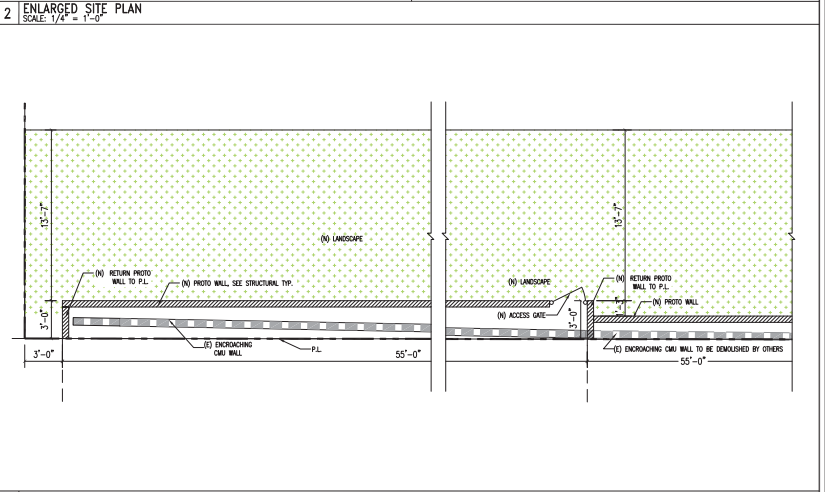 2 ENLARGED SITE PLAN
SCALE: 1/4" = 1'-0"
13'-7"
13'-7"
(N) LANDSCAPE
(N) RETURN PROTO
WALL TO P.L.
(N) PROTO WALL, SEE STRUCTURAL TYP.
(N) LANDSCAPE
(N) RETURN PROTO
WALL TO P.L.
(N) PROTO WALL
(N) ACCESS GATE
3'-0"
3'-0"
(E) ENCROACHING
CMU WALL
P.L.
(E) ENCROACHING CMU WALL TO BE DEMOLISHED BY OTHERS
3'-0"
55'-0"
55'-0"